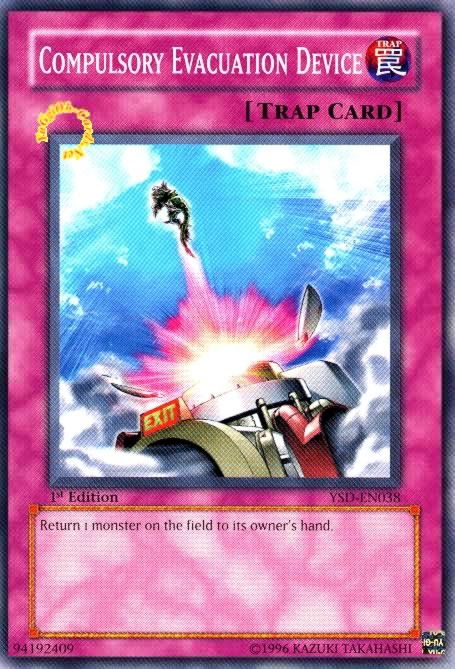 COMPULSORY EVACUATION DEVICE
TRAP
罠
[TRAP CARD]
EXIT
1st Edition
YSD-EN038
Return 1 monster on the field to its owner's hand.
94192409
©1996 KAZUKI TAKAHASHI